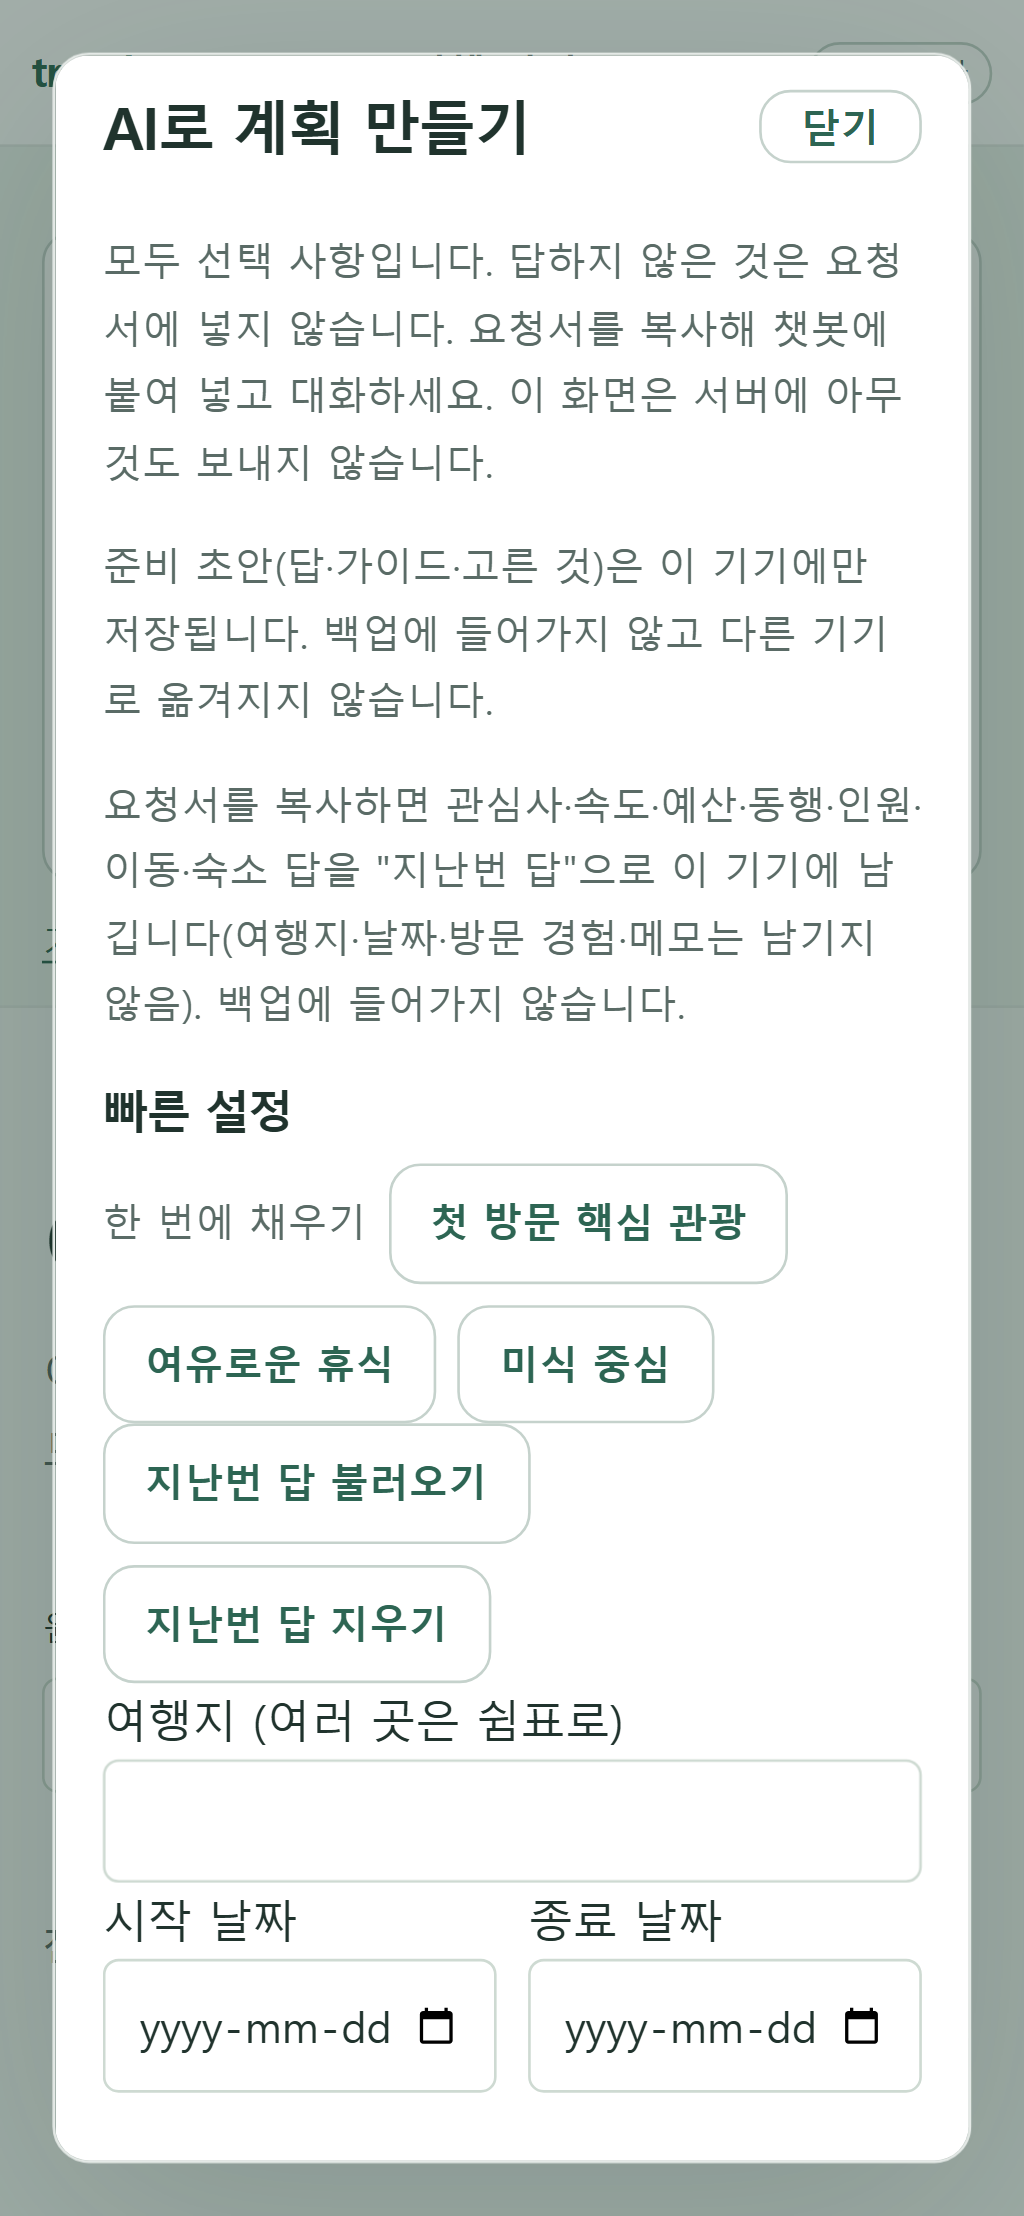 AI로 계획 만들기
닫기
모두 선택 사항입니다. 답하지 않은 것은 요청
서에 넣지 않습니다. 요청서를 복사해 챗봇에
붙여 넣고 대화하세요. 이 화면은 서버에 아무
것도 보내지 않습니다.
준비 초안(답·가이드·고른 것)은 이 기기에만
저장됩니다. 백업에 들어가지 않고 다른 기기
로 옮겨지지 않습니다.
요청서를 복사하면 관심사·속도·예산·동행·인원·
이동·숙소 답을 "지난번 답"으로 이 기기에 남
깁니다(여행지·날짜·방문 경험·메모는 남기지
않음). 백업에 들어가지 않습니다.
빠른 설정
한 번에 채우기
첫 방문 핵심 관광
여유로운 휴식
미식 중심
지난번 답 불러오기
지난번 답 지우기
여행지 (여러 곳은 쉼표로)
시작 날짜
종료 날짜
yyyy-mm-dd
yyyy-mm-dd